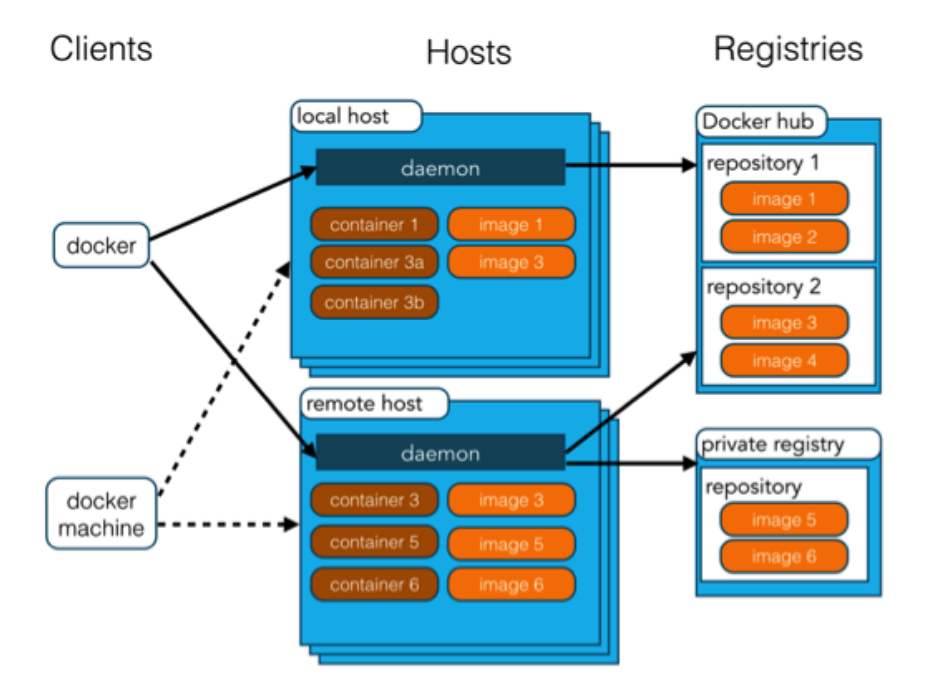 Clients
Hosts
Registries
local host
daemon
container 1
image 1
container 3a
image 3
container 3b
docker
docker
machine
remote host
daemon
container 3
image 3
container 5
image 5
container 6
image 6
Docker hub
repository 1
image 1
image 2
repository 2
image 3
image 4
private registry
repository
image 5
image 6